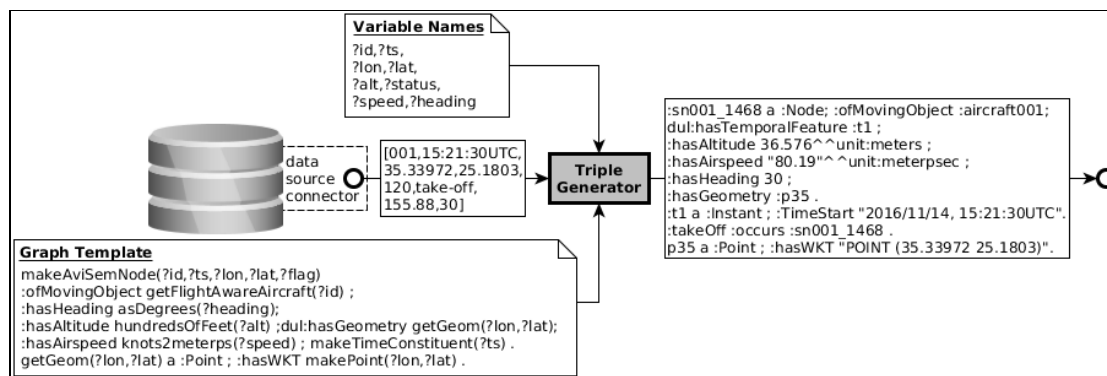 Variable Names
?id,?ts,
?lon,?lat,
?alt,?status,
?speed,?heading
data
source
connector
[001,15:21:30UTC,
35.33972,25.1803,
120,take-off,
155.88,30]
Triple
Generator
:sn001_1468 a :Node; :ofMovingObject :aircraft001;
dul:hasTemporalFeature :t1 ;
:hasAltitude 36.576^^unit:meters ;
:hasAirspeed "80.19"^^unit:meterpsec ;
:hasHeading 30 ;
:hasGeometry :p35 .
:t1 a :Instant ; :TimeStart "2016/11/14, 15:21:30UTC".
:takeOff :occurs :sn001_1468 .
p35 a :Point ; :hasWKT "POINT (35.33972 25.1803)".
Graph Template
makeAviSemNode(?id,?ts,?lon,?lat,?flag)
:ofMovingObject getFlightAwareAircraft(?id) ;
:hasHeading asDegrees(?heading);
:hasAltitude hundredsOfFeet(?alt) ;dul:hasGeometry getGeom(?lon,?lat);
:hasAirspeed knots2meterps(?speed) ; makeTimeConstituent(?ts) .
getGeom(?lon,?lat) a :Point ; :hasWKT makePoint(?lon,?lat) .